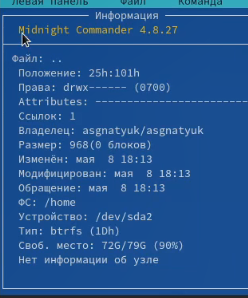 Левая панель Файл Команда
Информация
Midnight Commander 4.8.27
Файл: ..
Положение: 25h:101h
Права: drwx------ (0700)
Attributes: ----------------------
Ссылок: 1
Владелец: asgnatyuk/asgnatyuk
Размер: 968(0 блоков)
Изменён: мая 8 18:13
Модифицирован: мая 8 18:13
Обращение: мая 8 18:13
ФС: /home
Устройство: /dev/sda2
Тип: btrfs (1Dh)
Своб. место: 72G/79G (90%)
Нет информации об узле